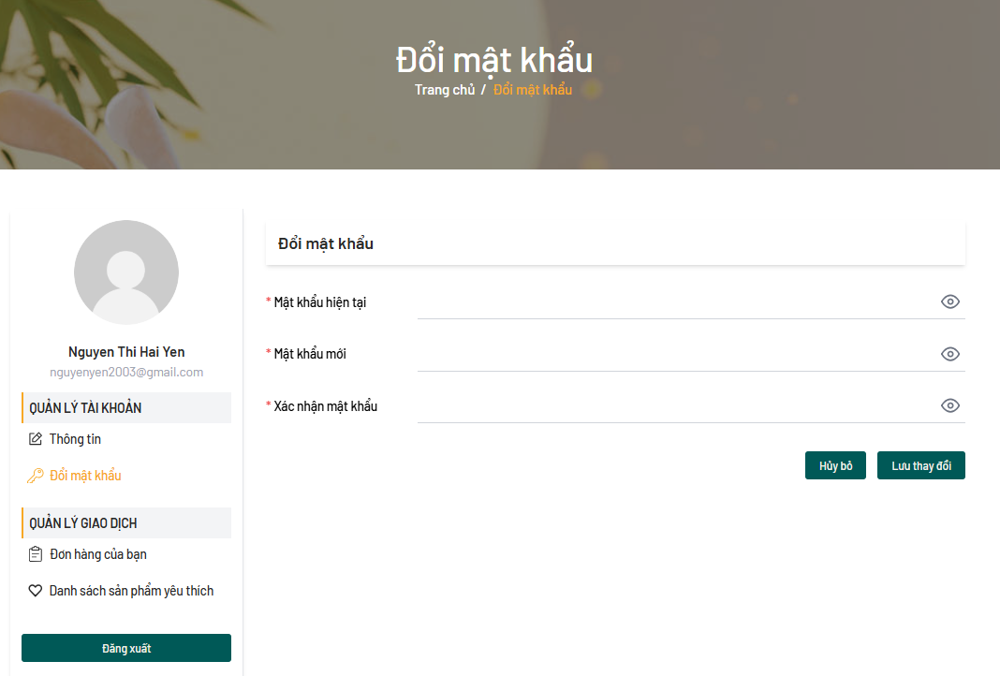 Đổi mật khẩu
Trang chủ / Đổi mật khẩu
Nguyen Thi Hai Yen
nguyenyen2003@gmail.com
QUẢN LÝ TÀI KHOẢN
Thông tin
Đổi mật khẩu
QUẢN LÝ GIAO DỊCH
Đơn hàng của bạn
Danh sách sản phẩm yêu thích
Đăng xuất
Đổi mật khẩu
* Mật khẩu hiện tại
* Mật khẩu mới
* Xác nhận mật khẩu
Hủy bỏ
Lưu thay đổi